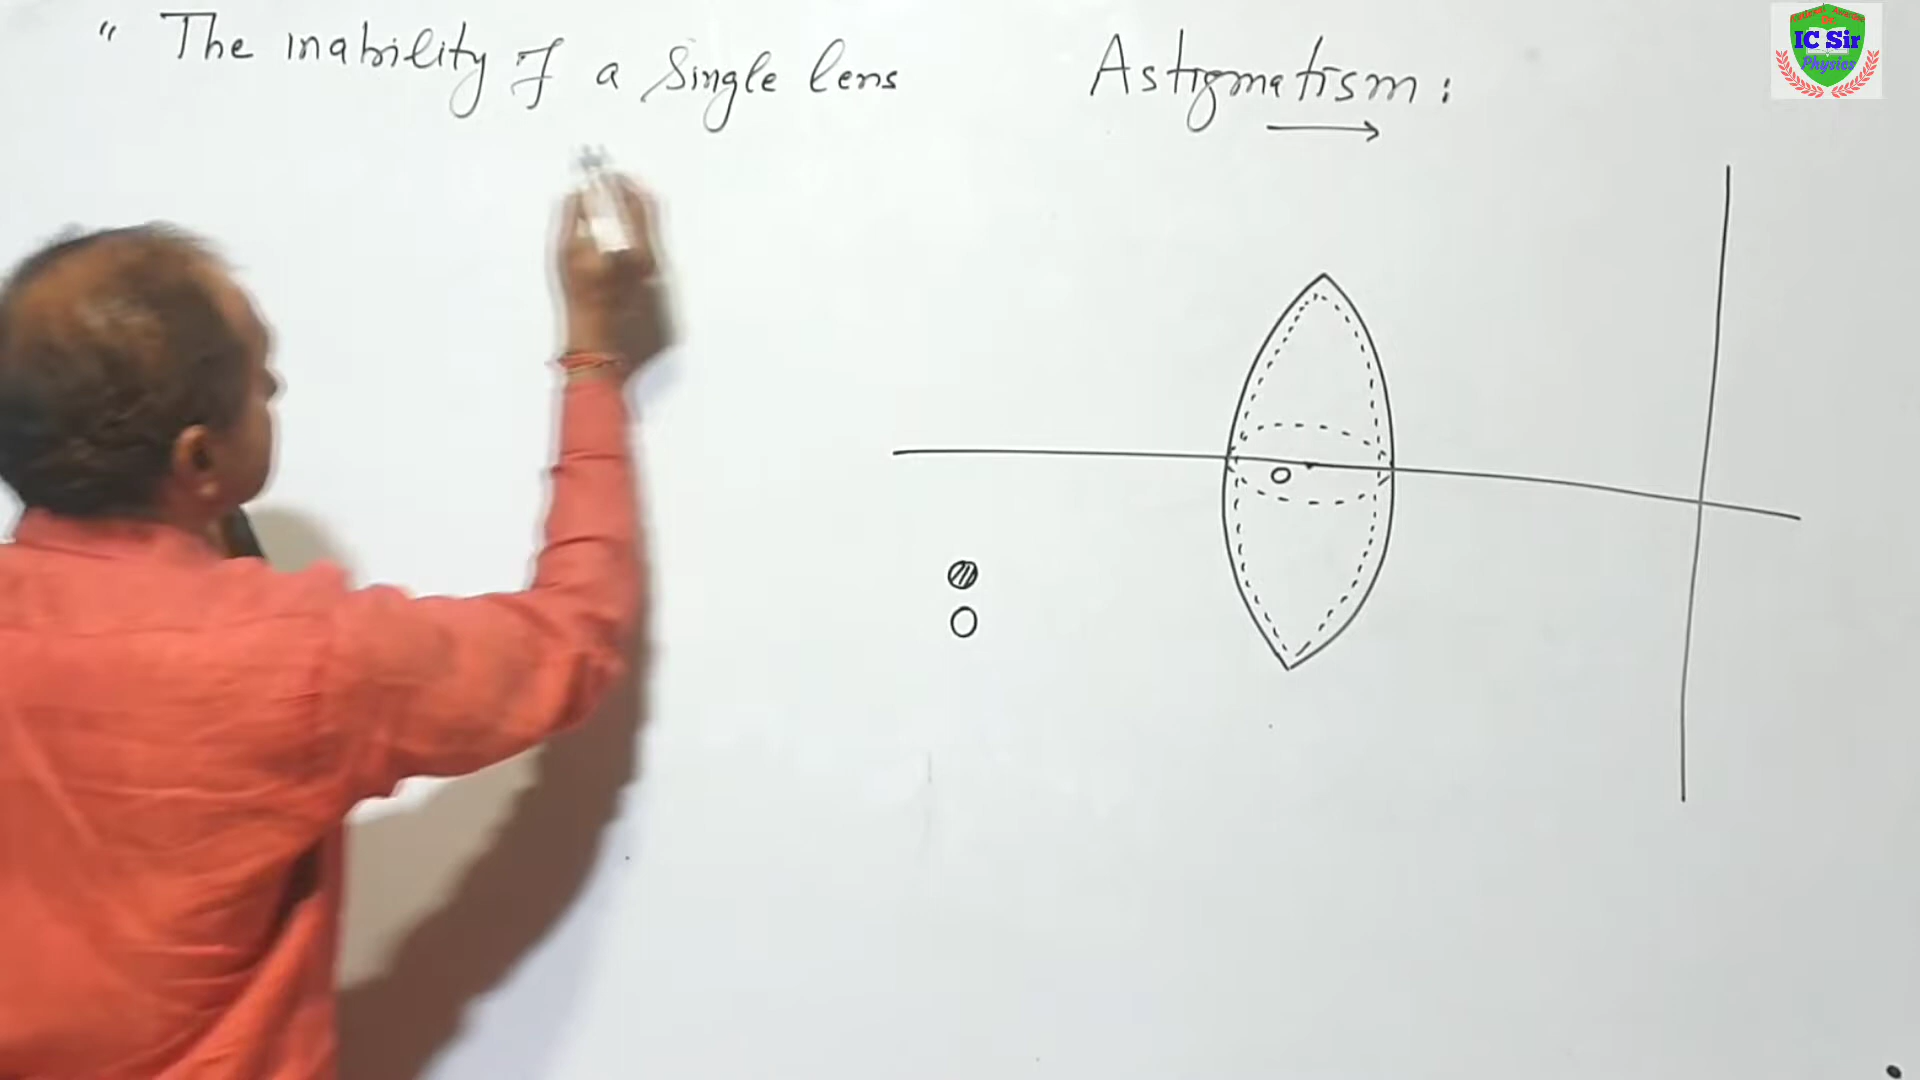 " The inability of a Single lens
Astigmatism :
O
IC Sir
Physics